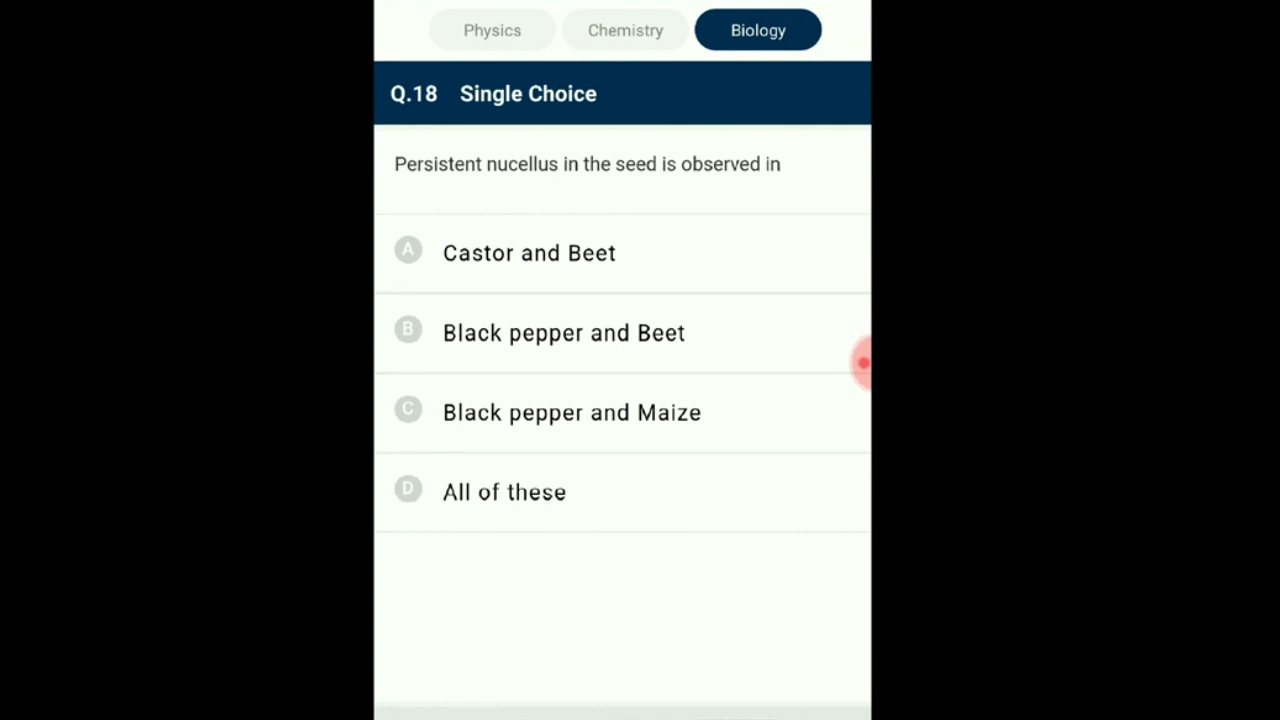 Physics Chemistry Biology
Q.18 Single Choice
Persistent nucellus in the seed is observed in
A Castor and Beet
B Black pepper and Beet
C Black pepper and Maize
D All of these